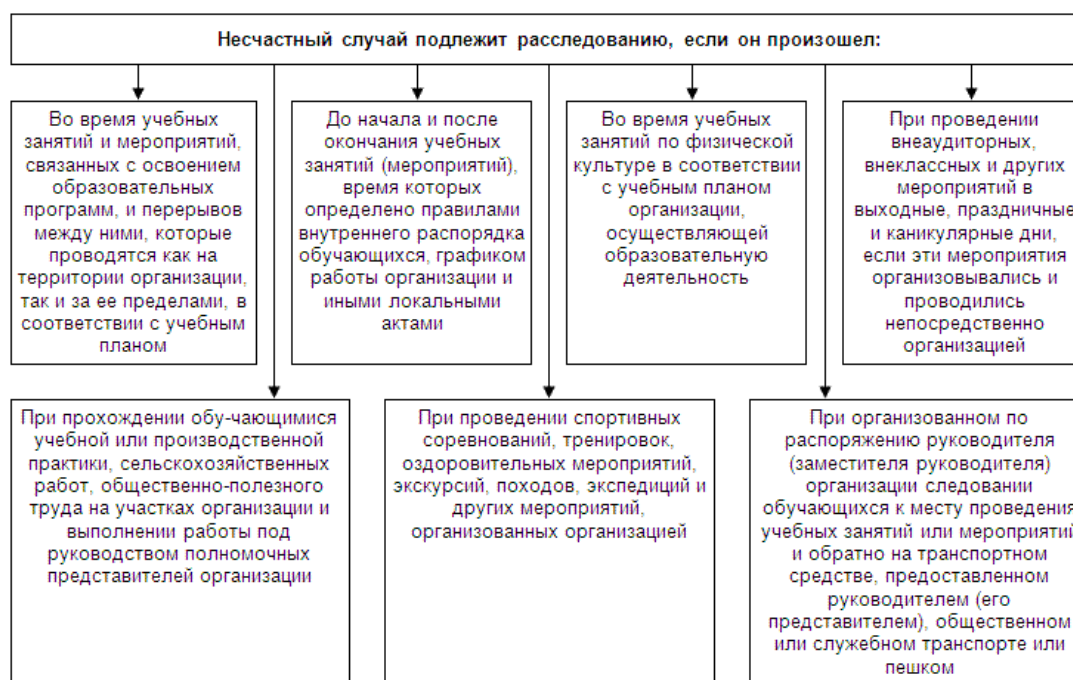 Несчастный случай подлежит расследованию, если он произошел:
Во время учебных
занятий и мероприятий,
связанных с освоением
образовательных
программ, и перерывов
между ними, которые
проводятся как на
территории организации,
так и за ее пределами, в
соответствии с учебным
планом
До начала и после
окончания учебных
занятий (мероприятий),
время которых
определено правилами
внутреннего распорядка
обучающихся, графиком
работы организации и
иными локальными
актами
Во время учебных
занятий по физической
культуре в соответствии
с учебным планом
организации,
осуществляющей
образовательную
деятельность
При проведении
внеаудиторных,
внеклассных и других
мероприятий в
выходные, праздничные
и каникулярные дни,
если эти мероприятия
организовывались и
проводились
непосредственно
организацией
При прохождении обу-чающимися
учебной или производственной
практики, сельскохозяйственных
работ, общественно-полезного
труда на участках организации и
выполнении работы под
руководством полномочных
представителей организации
При проведении спортивных
соревнований, тренировок,
оздоровительных мероприятий,
экскурсий, походов, экспедиций и
других мероприятий,
организованных организацией
При организованном по
распоряжению руководителя
(заместителя руководителя)
организации следовании
обучающихся к месту проведения
учебных занятий или мероприятий
и обратно на транспортном
средстве, предоставленном
руководителем (его
представителем), общественном
или служебном транспорте или
пешком